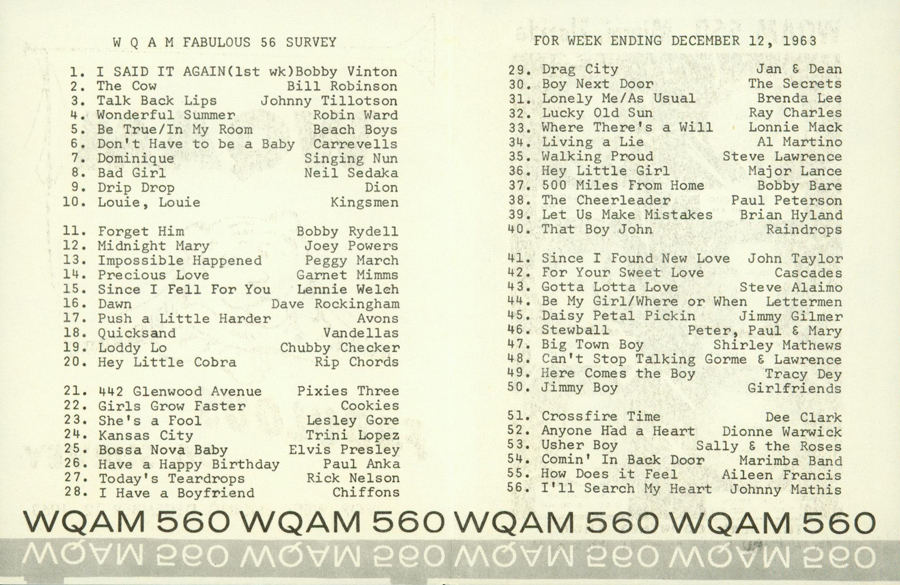 W Q A M FABULOUS 56 SURVEY
1. I SAID IT AGAIN(1st wk)Bobby Vinton
2. The Cow Bill Robinson
3. Talk Back Lips Johnny Tillotson
4. Wonderful Summer Robin Ward
5. Be True/In My Room Beach Boys
6. Don't Have to be a Baby Carrevells
7. Dominique Singing Nun
8. Bad Girl Neil Sedaka
9. Drip Drop Dion
10. Louie, Louie Kingsmen
11. Forget Him Bobby Rydell
12. Midnight Mary Joey Powers
13. Impossible Happened Peggy March
14. Precious Love Garnet Mimms
15. Since I Fell For You Lennie Welch
16. Dawn Dave Rockingham
17. Push a Little Harder Avons
18. Quicksand Vandellas
19. Loddy Lo Chubby Checker
20. Hey Little Cobra Rip Chords
21. 442 Glenwood Avenue Pixies Three
22. Girls Grow Faster Cookies
23. She's a Fool Lesley Gore
24. Kansas City Trini Lopez
25. Bossa Nova Baby Elvis Presley
26. Have a Happy Birthday Paul Anka
27. Today's Teardrops Rick Nelson
28. I Have a Boyfriend Chiffons
FOR WEEK ENDING DECEMBER 12, 1963
29. Drag City Jan & Dean
30. Boy Next Door The Secrets
31. Lonely Me/As Usual Brenda Lee
32. Lucky Old Sun Ray Charles
33. Where There's a Will Lonnie Mack
34. Living a Lie Al Martino
35. Walking Proud Steve Lawrence
36. Hey Little Girl Major Lance
37. 500 Miles From Home Bobby Bare
38. The Cheerleader Paul Peterson
39. Let Us Make Mistakes Brian Hyland
40. That Boy John Raindrops
41. Since I Found New Love John Taylor
42. For Your Sweet Love Cascades
43. Gotta Lotta Love Steve Alaimo
44. Be My Girl/Where or When Lettermen
45. Daisy Petal Pickin Jimmy Gilmer
46. Stewball Peter, Paul & Mary
47. Big Town Boy Shirley Mathews
48. Can't Stop Talking Gorme & Lawrence
49. Here Comes the Boy Tracy Dey
50. Jimmy Boy Girlfriends
51. Crossfire Time Dee Clark
52. Anyone Had a Heart Dionne Warwick
53. Usher Boy Sally & the Roses
54. Comin' In Back Door Marimba Band
55. How Does it Feel Aileen Francis
56. I'll Search My Heart Johnny Mathis
WQAM 560 WQAM 560 WQAM 560 WQAM 560
WQAM 560 WQAM 560 WQAM 560 WQAM 560